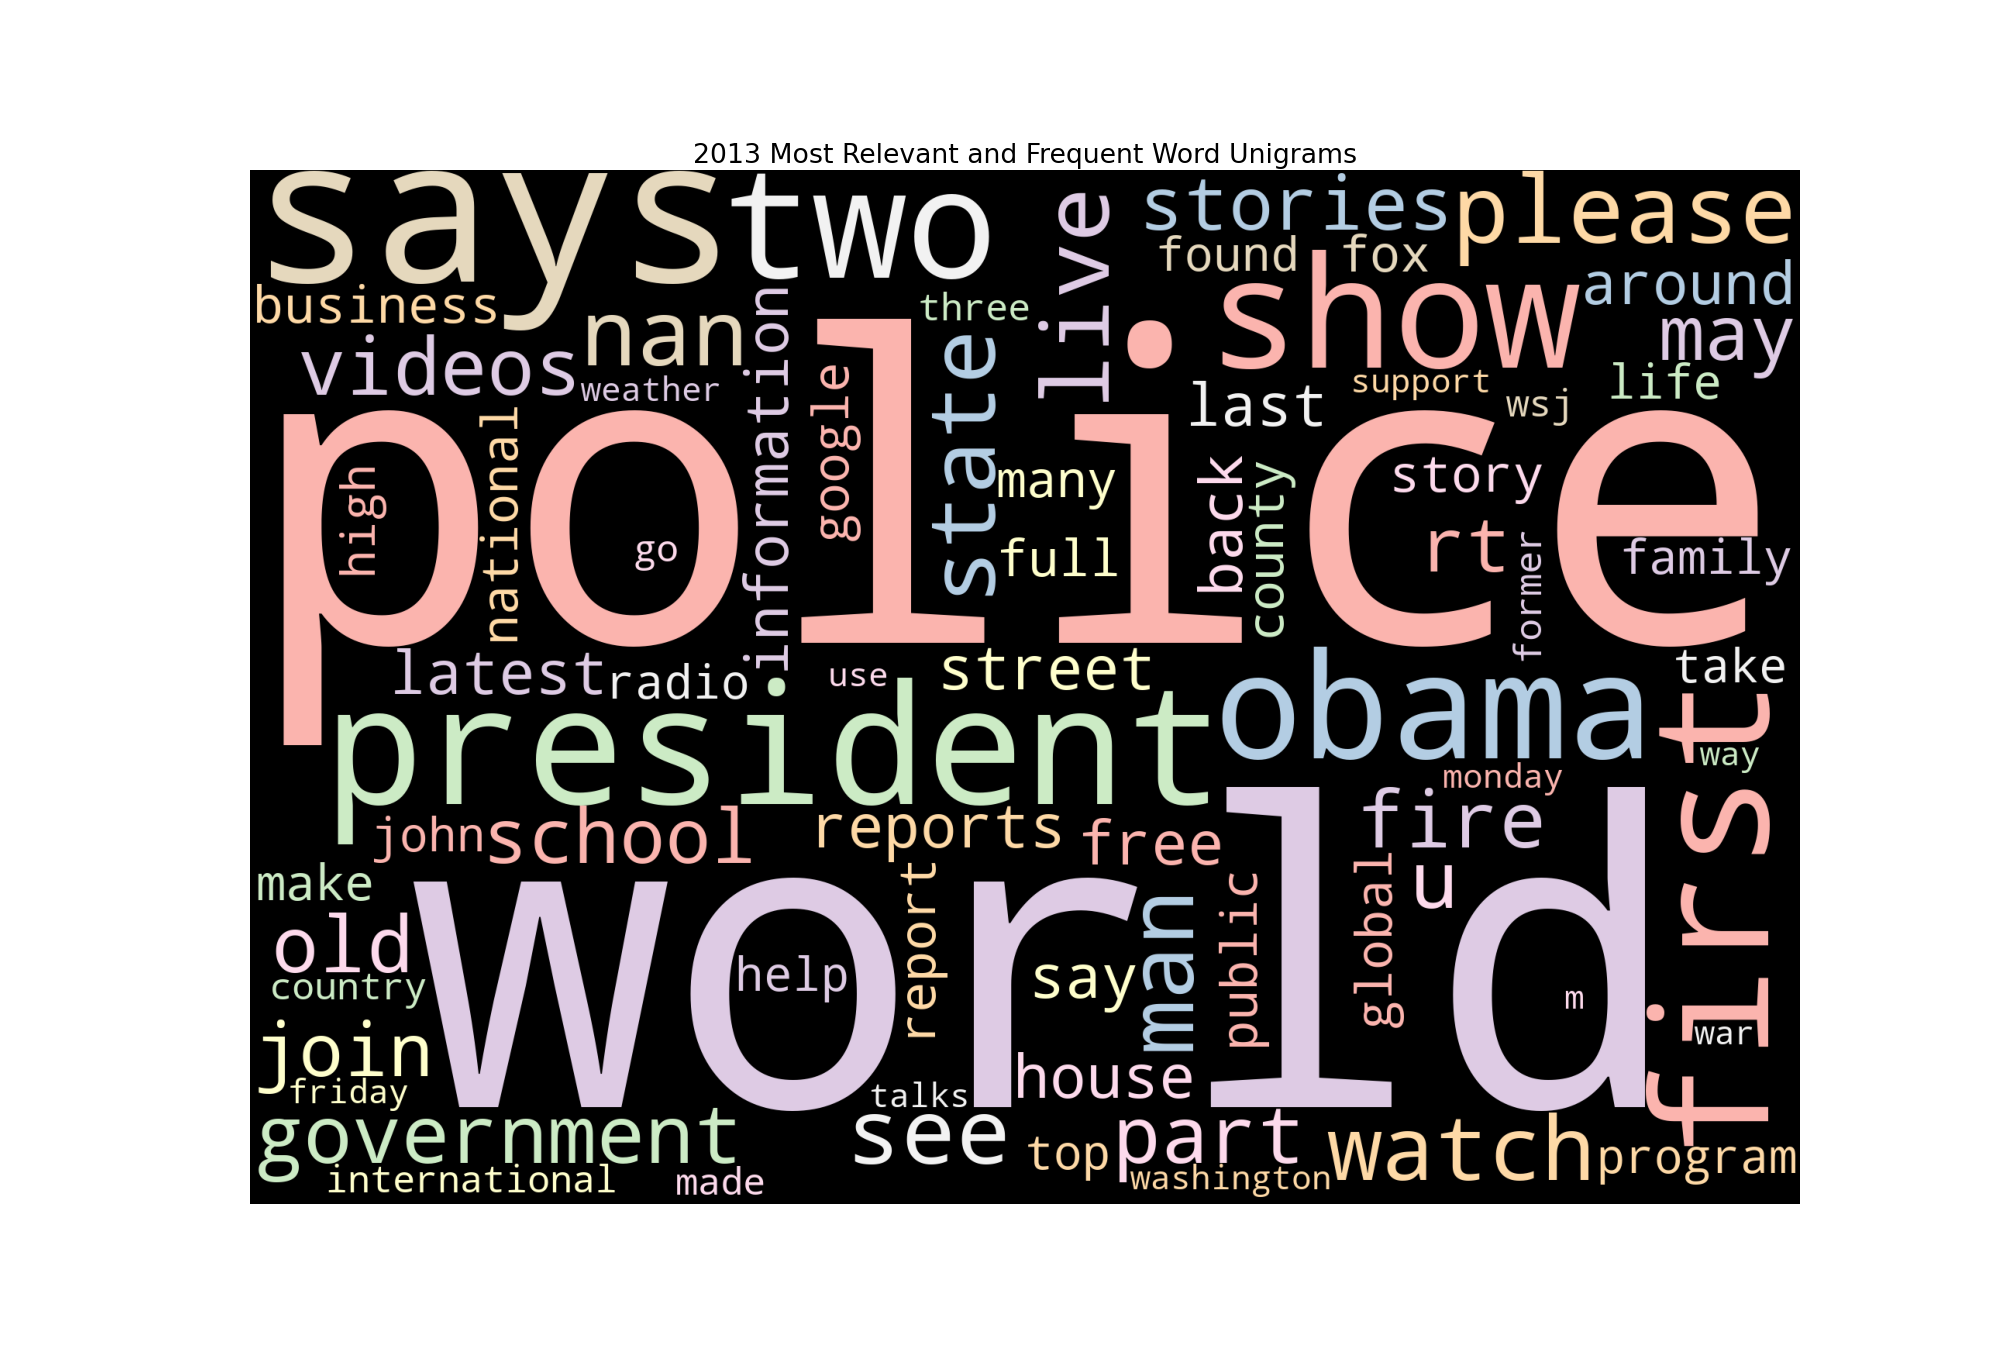 2013 Most Relevant and Frequent Word Unigrams
says
two
live
stories
please
found
fox
around
business
nan
information
three
show
may
videos
weather
google
state
last
support
wsj
life
police
high
national
go
many
full
back
county
story
rt
former
family
latest
radio
use
street
obama
take
president
first
way
monday
john
school
reports
free
fire
make
world
old
report
man
public
global
u
country
help
say
m
war
join
friday
talks
house
government
see
top
part
watch
program
international
made
washington